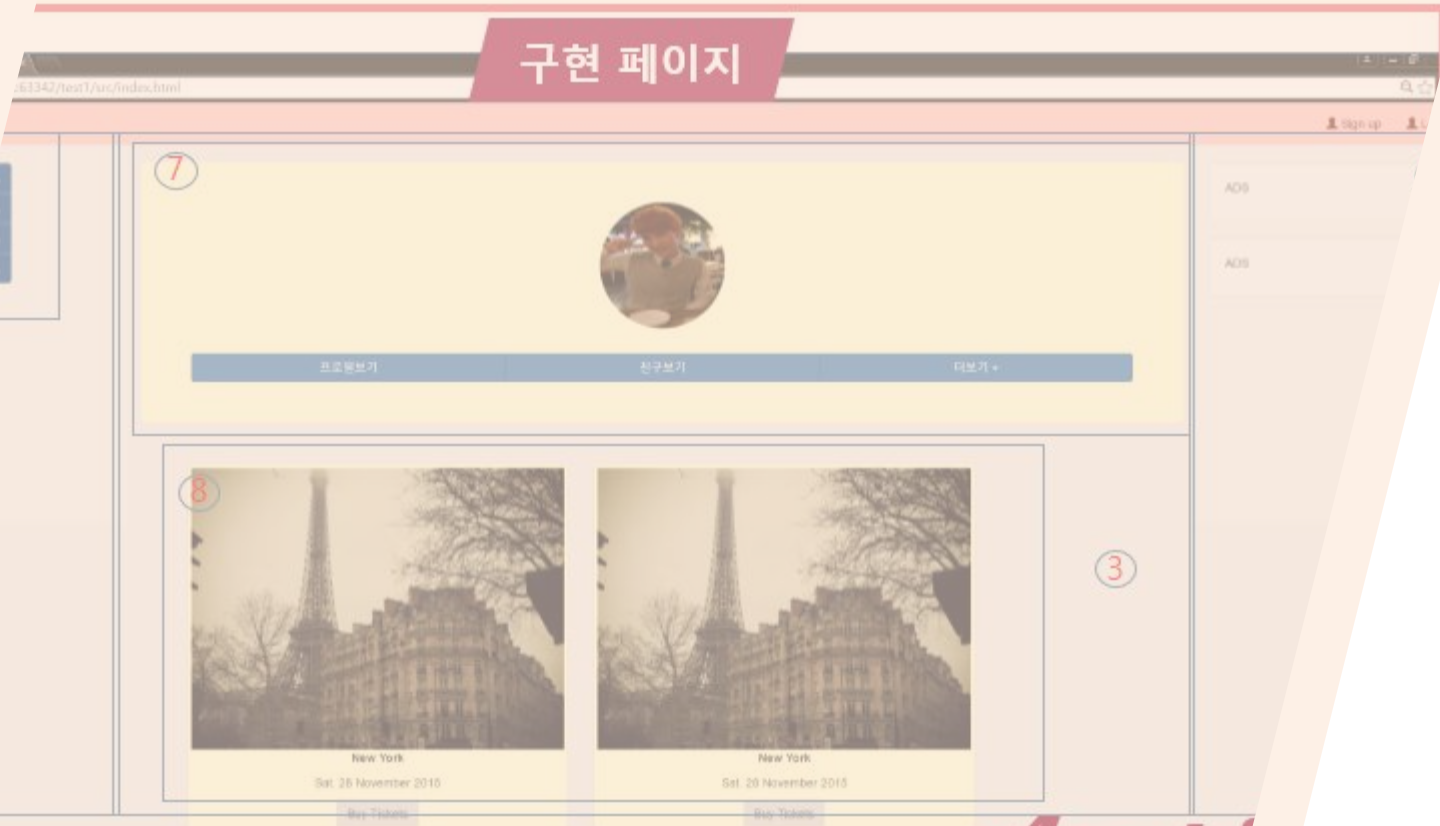 구현 페이지
:63342/test1/src/index.html
Sign up
7
ADS
ADS
프로필보기 친구보기 더보기
8
3
New York New York
Sat. 28 November 2015 Sat. 28 November 2015
Buy Tickets Buy Tickets